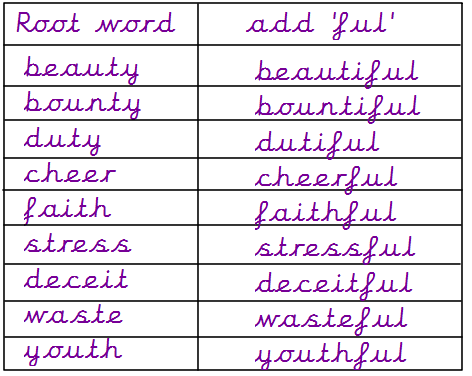 Root word add 'ful'
beauty beautiful
bounty bountiful
duty dutiful
cheer cheerful
faith faithful
stress stressful
deceit deceitful
waste wasteful
youth youthful